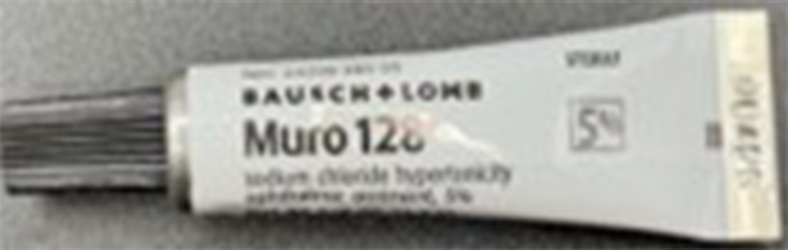 BAUSCH + LOMB
Muro 128
sodium chloride hypertonicity
ophthalmic ointment, 5%
5%